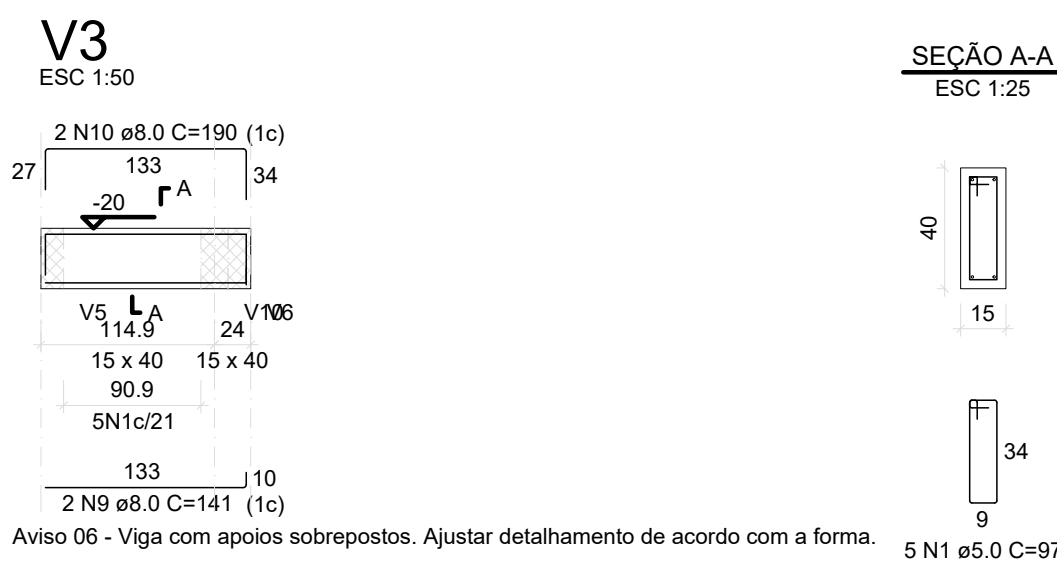 V3
ESC 1:50
2 N10 ø8.0 C=190 (1c)
27
133
34
A
-20
V5
A
V10
V6
114.9
24
15 x 40
15 x 40
90.9
5N1c/21
133
10
2 N9 ø8.0 C=141 (1c)
Aviso 06 - Viga com apoios sobrepostos. Ajustar detalhamento de acordo com a forma.
SEÇÃO A-A
ESC 1:25
40
15
34
9
5 N1 ø5.0 C=97